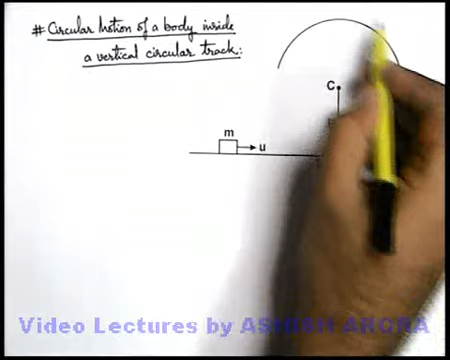 # Circular Motion of a body inside
a vertical circular track:
C
m
u
Video Lectures by ASHISH ARORA